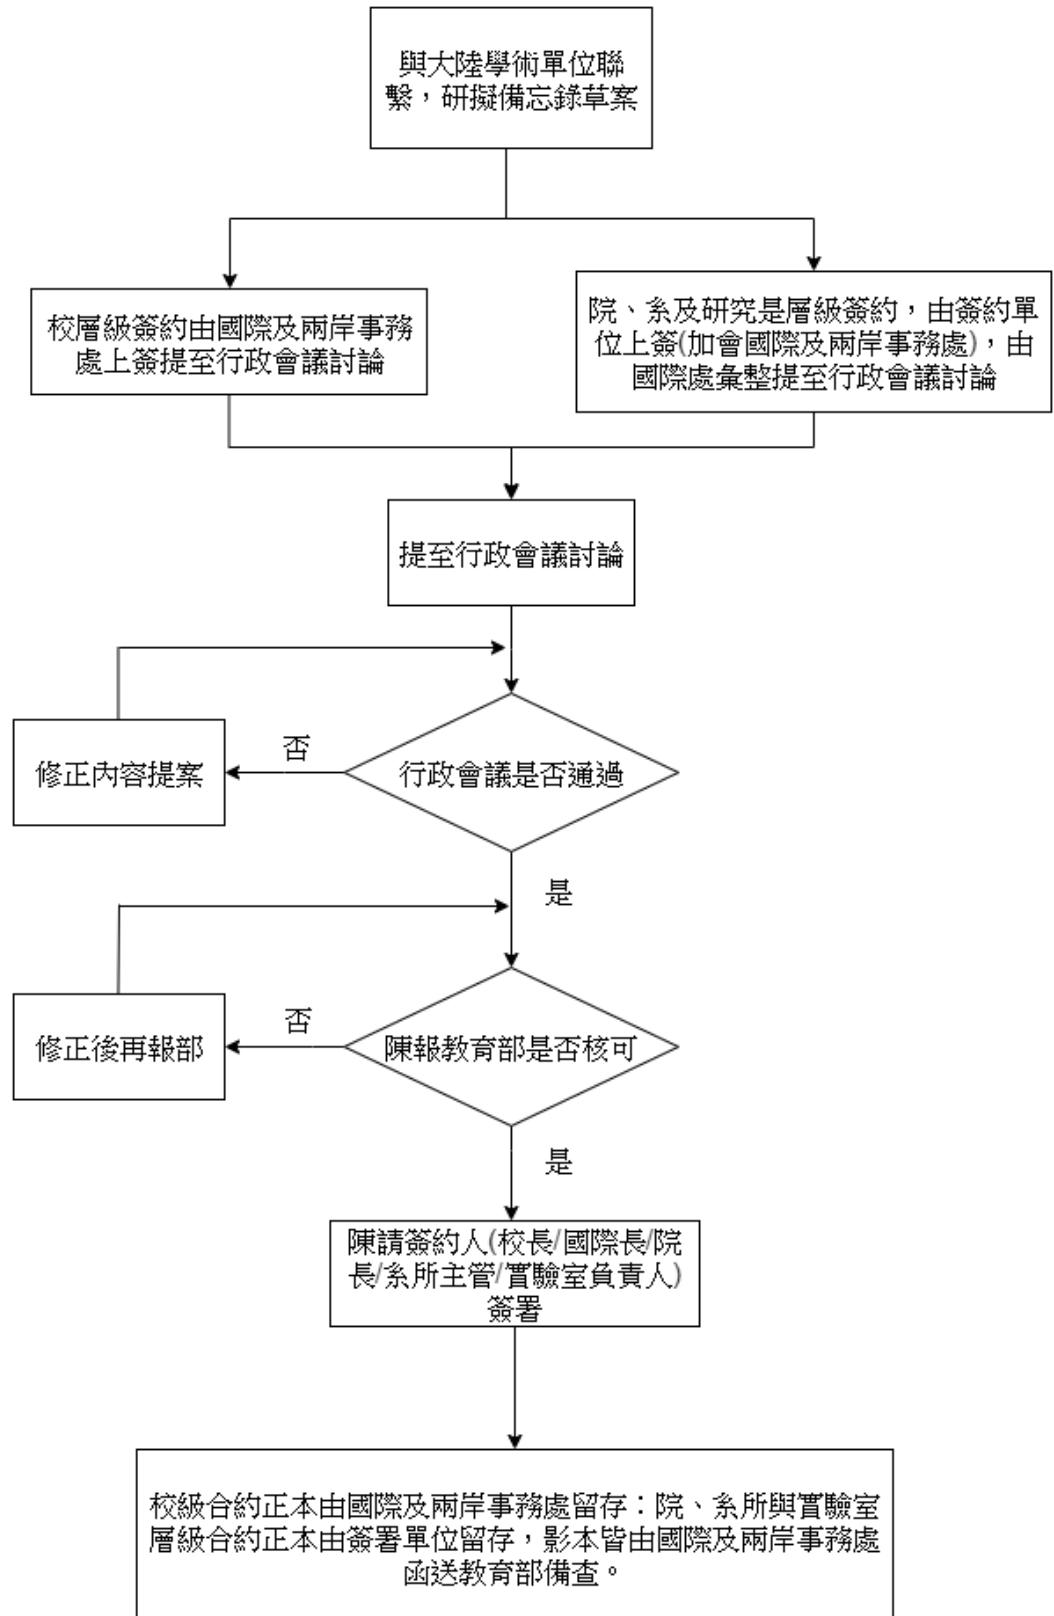 與大陸學術單位聯
繫，研擬備忘錄草案
校層級簽約由國際及兩岸事務
處上簽提至行政會議討論
院、系及研究是層級簽約，由簽約單
位上簽(加會國際及兩岸事務處)，由
國際處彙整提至行政會議討論
提至行政會議討論
修正內容提案
否
行政會議是否通過
是
修正後再報部
否
陳報教育部是否核可
是
陳請簽約人(校長/國際長/院
長/系所主管/實驗室負責人)
簽署
校級合約正本由國際及兩岸事務處留存：院、系所與實驗室
層級合約正本由簽署單位留存，影本皆由國際及兩岸事務處
函送教育部備查。